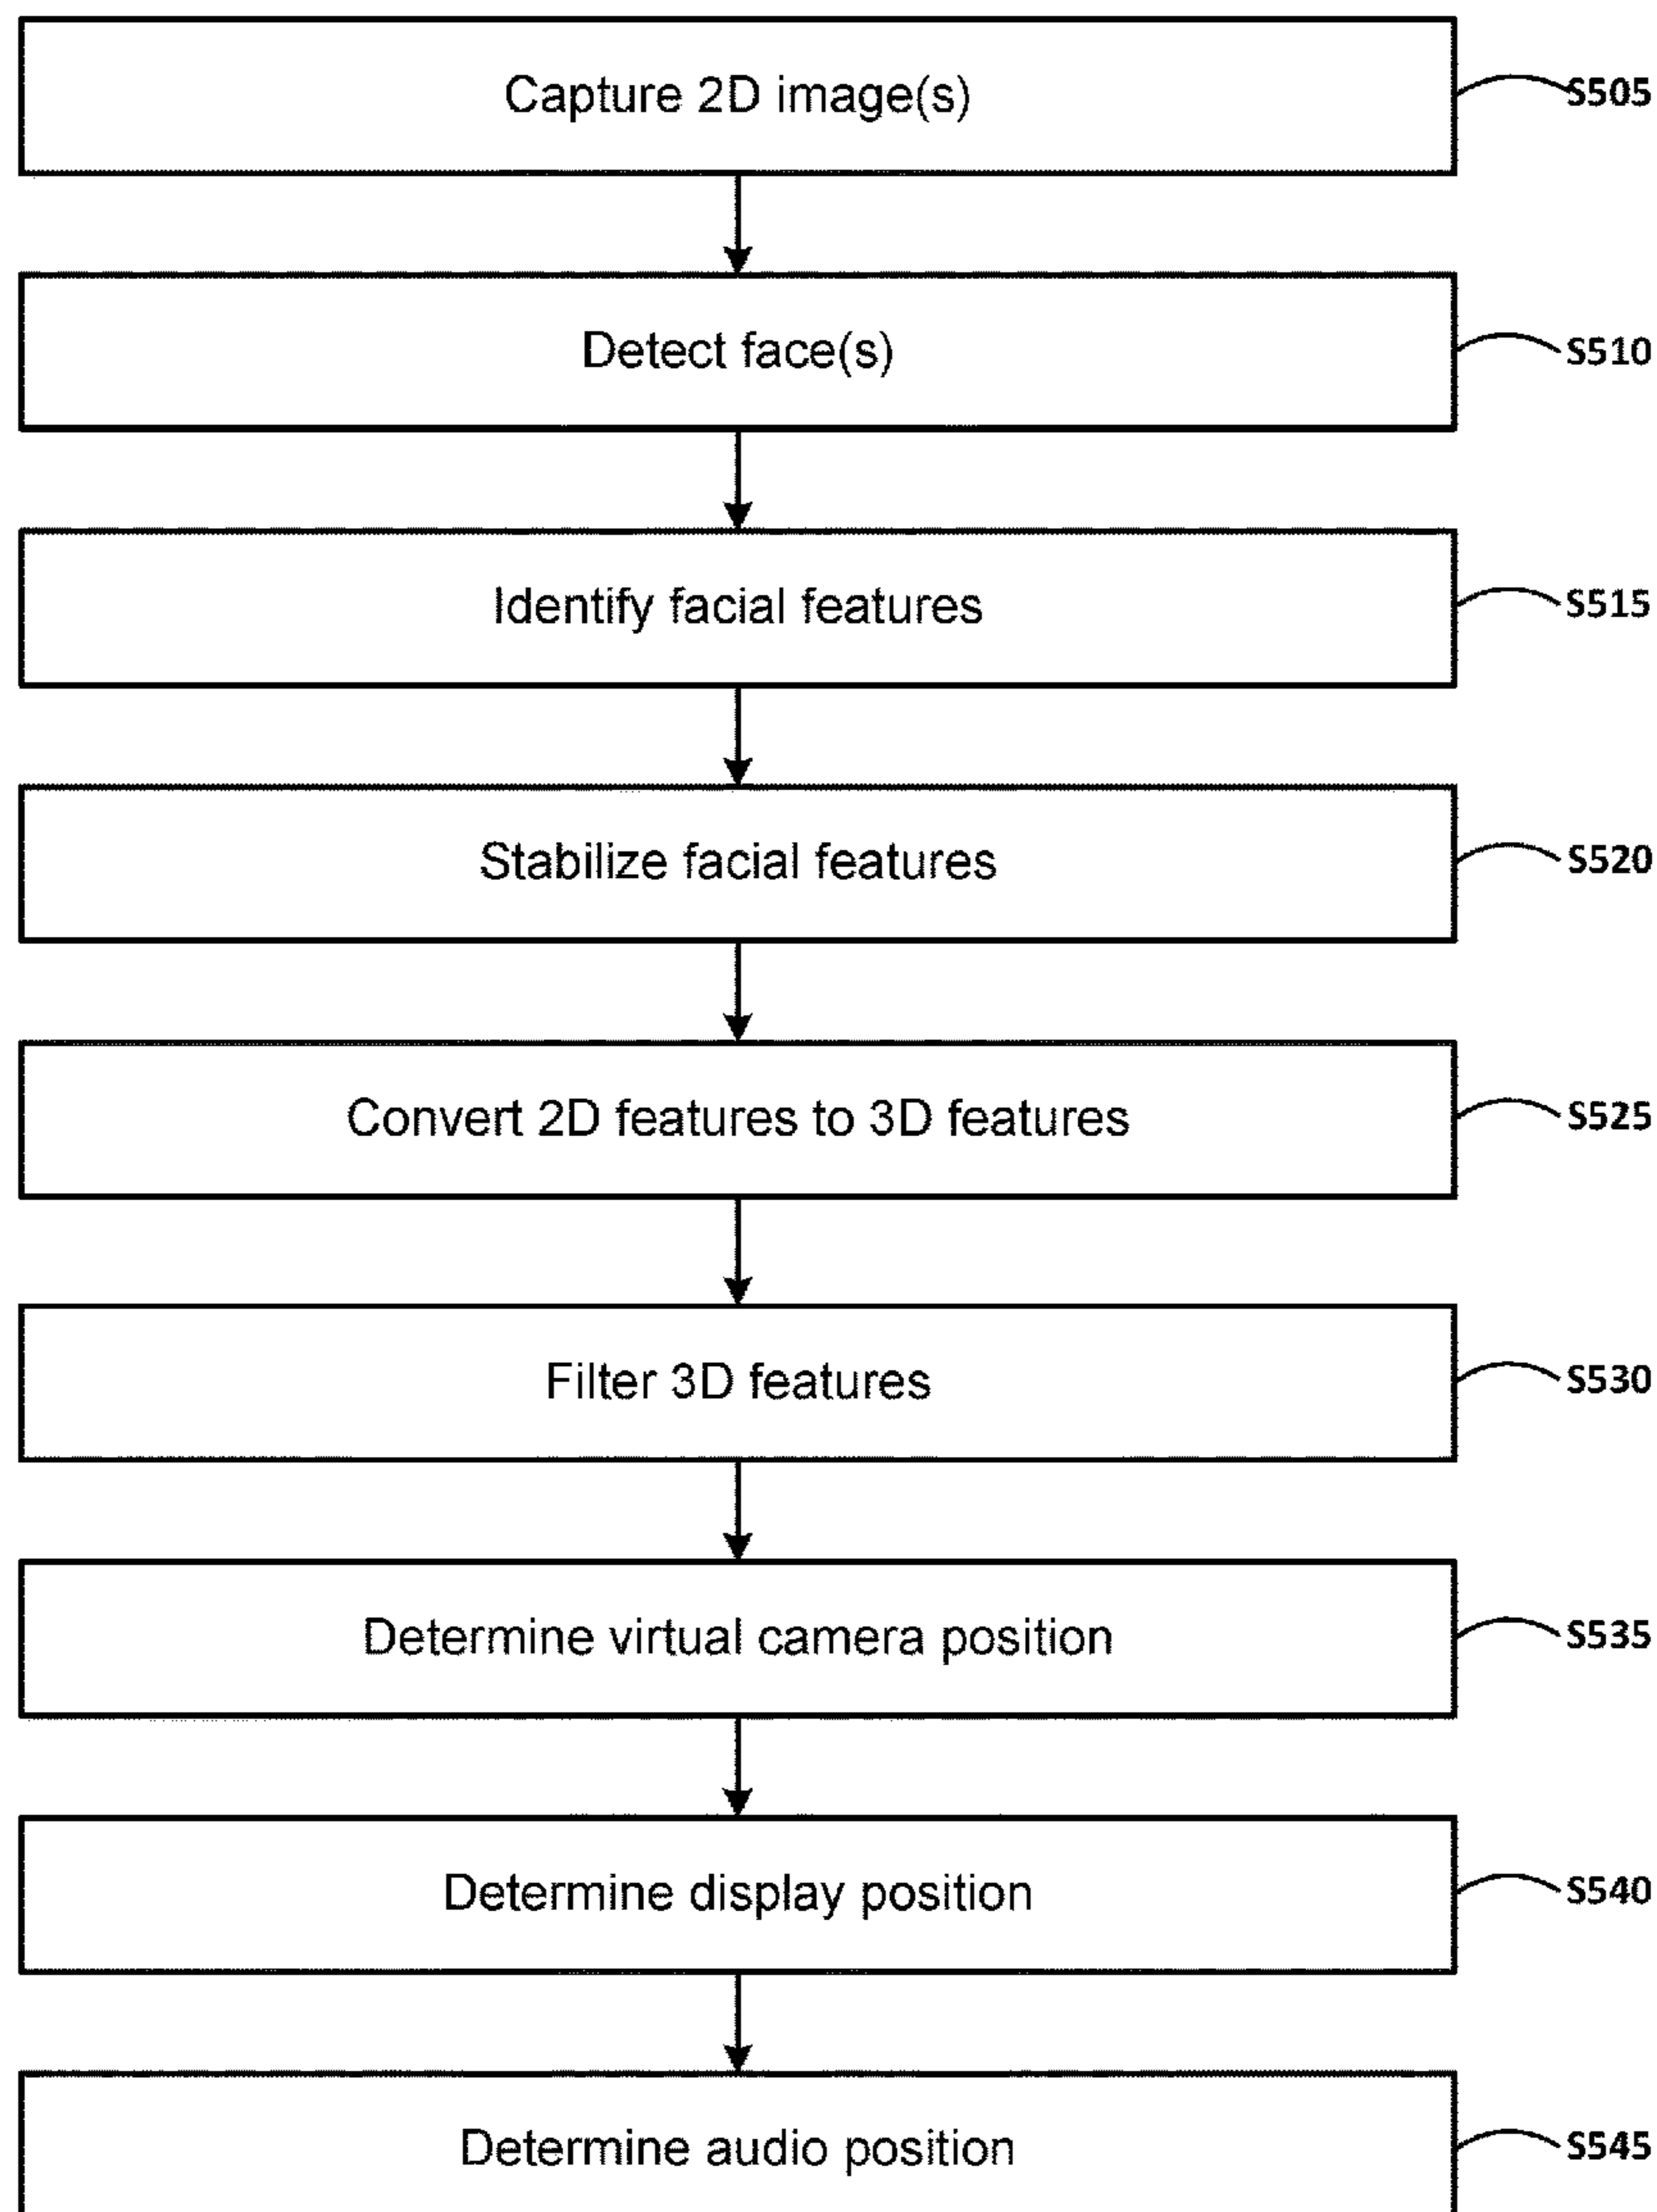 Capture 2D image(s) S505
Detect face(s) S510
Identify facial features S515
Stabilize facial features S520
Convert 2D features to 3D features S525
Filter 3D features S530
Determine virtual camera position S535
Determine display position S540
Determine audio position S545